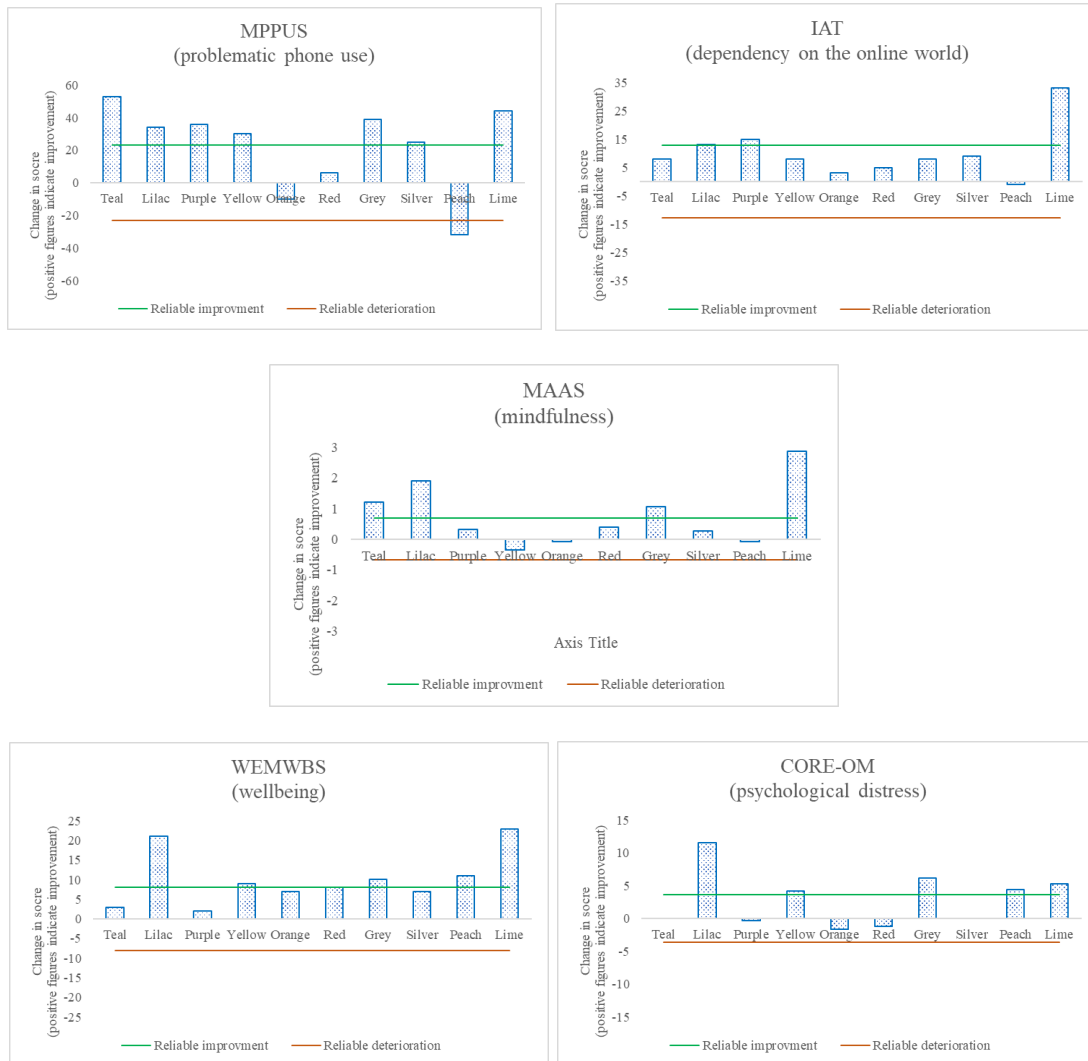 MPPUS
(problematic phone use)
Change in socre
(positive figures indicate improvement)
60
40
20
0
-20
-40
-60
Teal Lilac Purple Yellow Orange Red Grey Silver Peach Lime
Reliable improvment Reliable deterioration
IAT
(dependency on the online world)
Change in socre
(positive figures indicate improvement)
35
25
15
5
-5
-15
-25
-35
Teal Lilac Purple Yellow Orange Red Grey Silver Peach Lime
Reliable improvment Reliable deterioration
MAAS
(mindfulness)
Change in socre
(positive figures indicate improvement)
3
2
1
0
-1
-2
-3
Teal Lilac Purple Yellow Orange Red Grey Silver Peach Lime
Axis Title
Reliable improvment Reliable deterioration
WEMWBS
(wellbeing)
Change in socre
(positive figures indicate improvement)
25
20
15
10
5
0
-5
-10
-15
-20
-25
Teal Lilac Purple Yellow Orange Red Grey Silver Peach Lime
Reliable improvment Reliable deterioration
CORE-OM
(psychological distress)
Change in socre
(positive figures indicate improvement)
15
10
5
0
-5
-10
-15
Teal Lilac Purple Yellow Orange Red Grey Silver Peach Lime
Reliable improvment Reliable deterioration